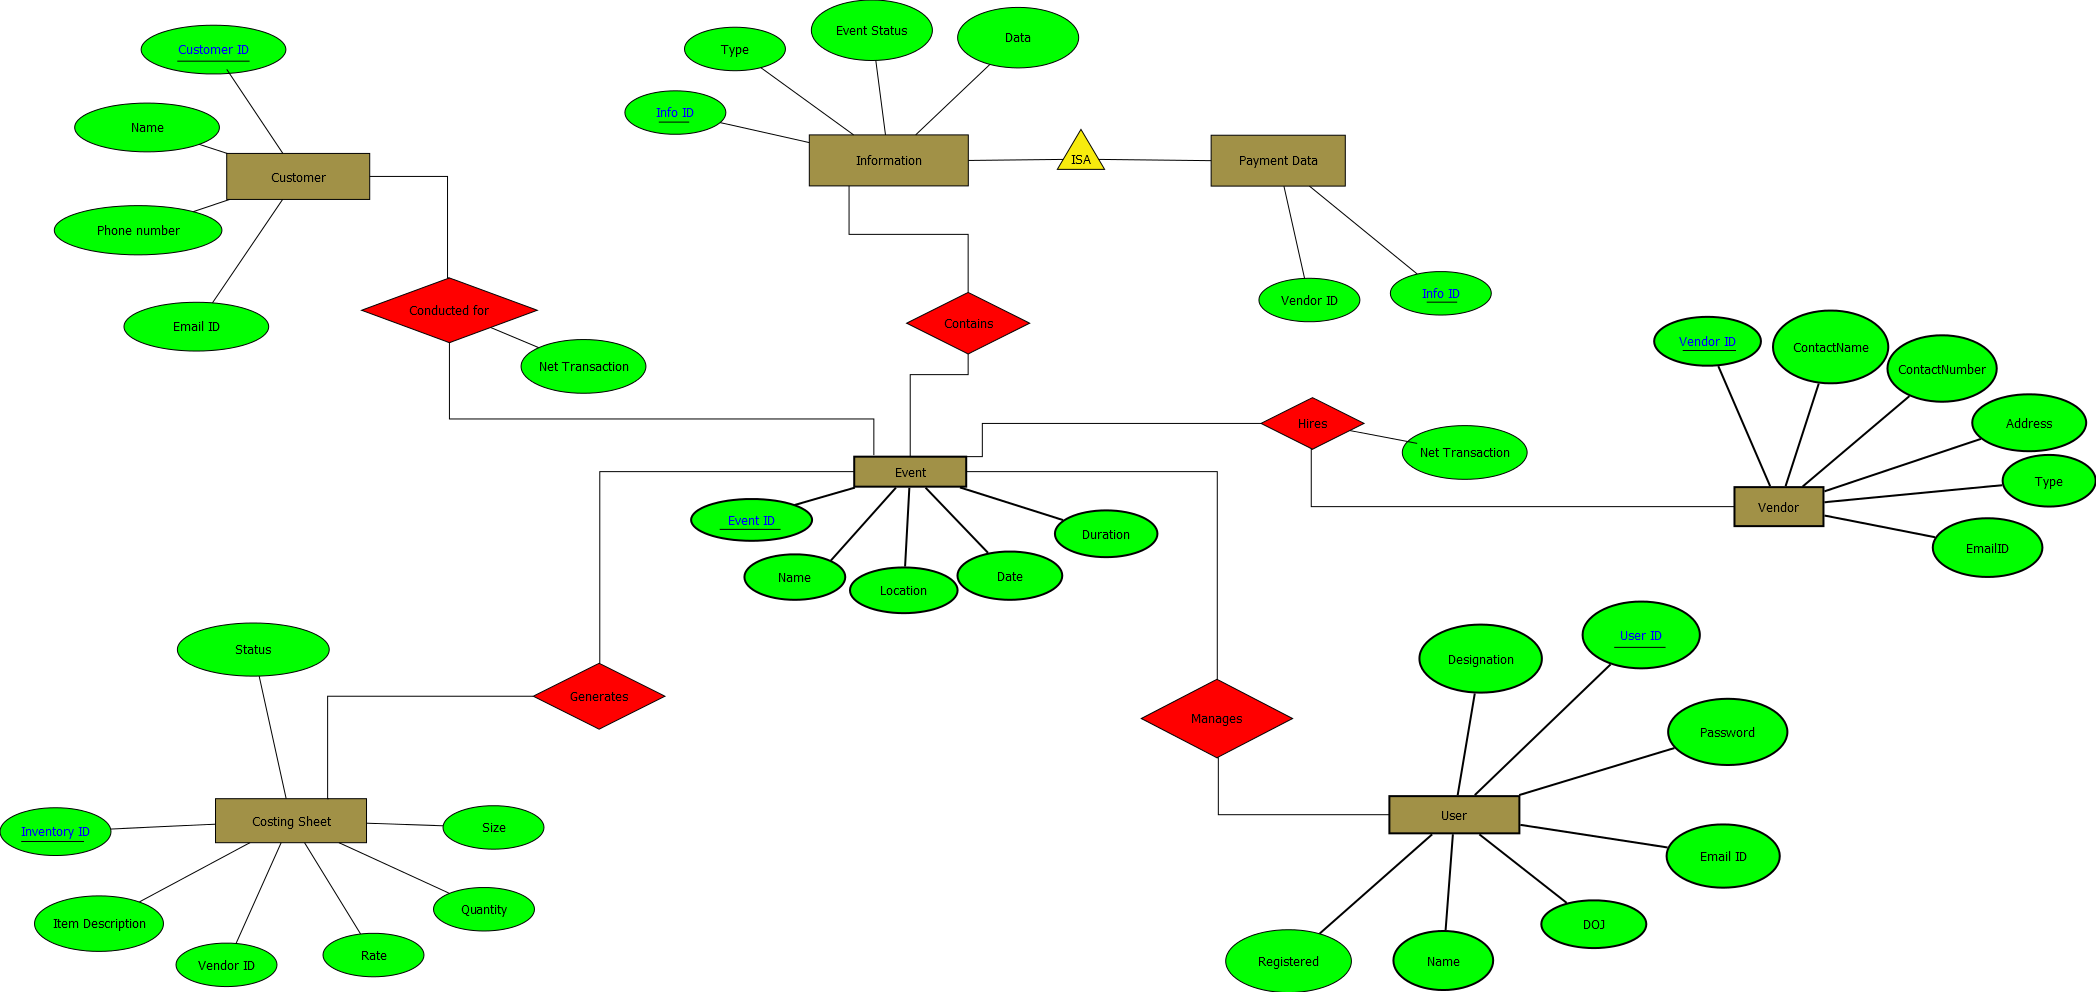 Customer ID
Name
Customer
Phone number
Email ID
Conducted for
Net Transaction
Type
Event Status
Data
Info ID
Information
ISA
Payment Data
Vendor ID
Info ID
Contains
Hires
Net Transaction
Vendor ID
ContactName
ContactNumber
Address
Type
EmailID
Vendor
Event
Event ID
Name
Location
Date
Duration
Generates
Manages
Status
Costing Sheet
Inventory ID
Item Description
Vendor ID
Rate
Quantity
Size
Designation
User ID
Password
User
Email ID
DOJ
Name
Registered